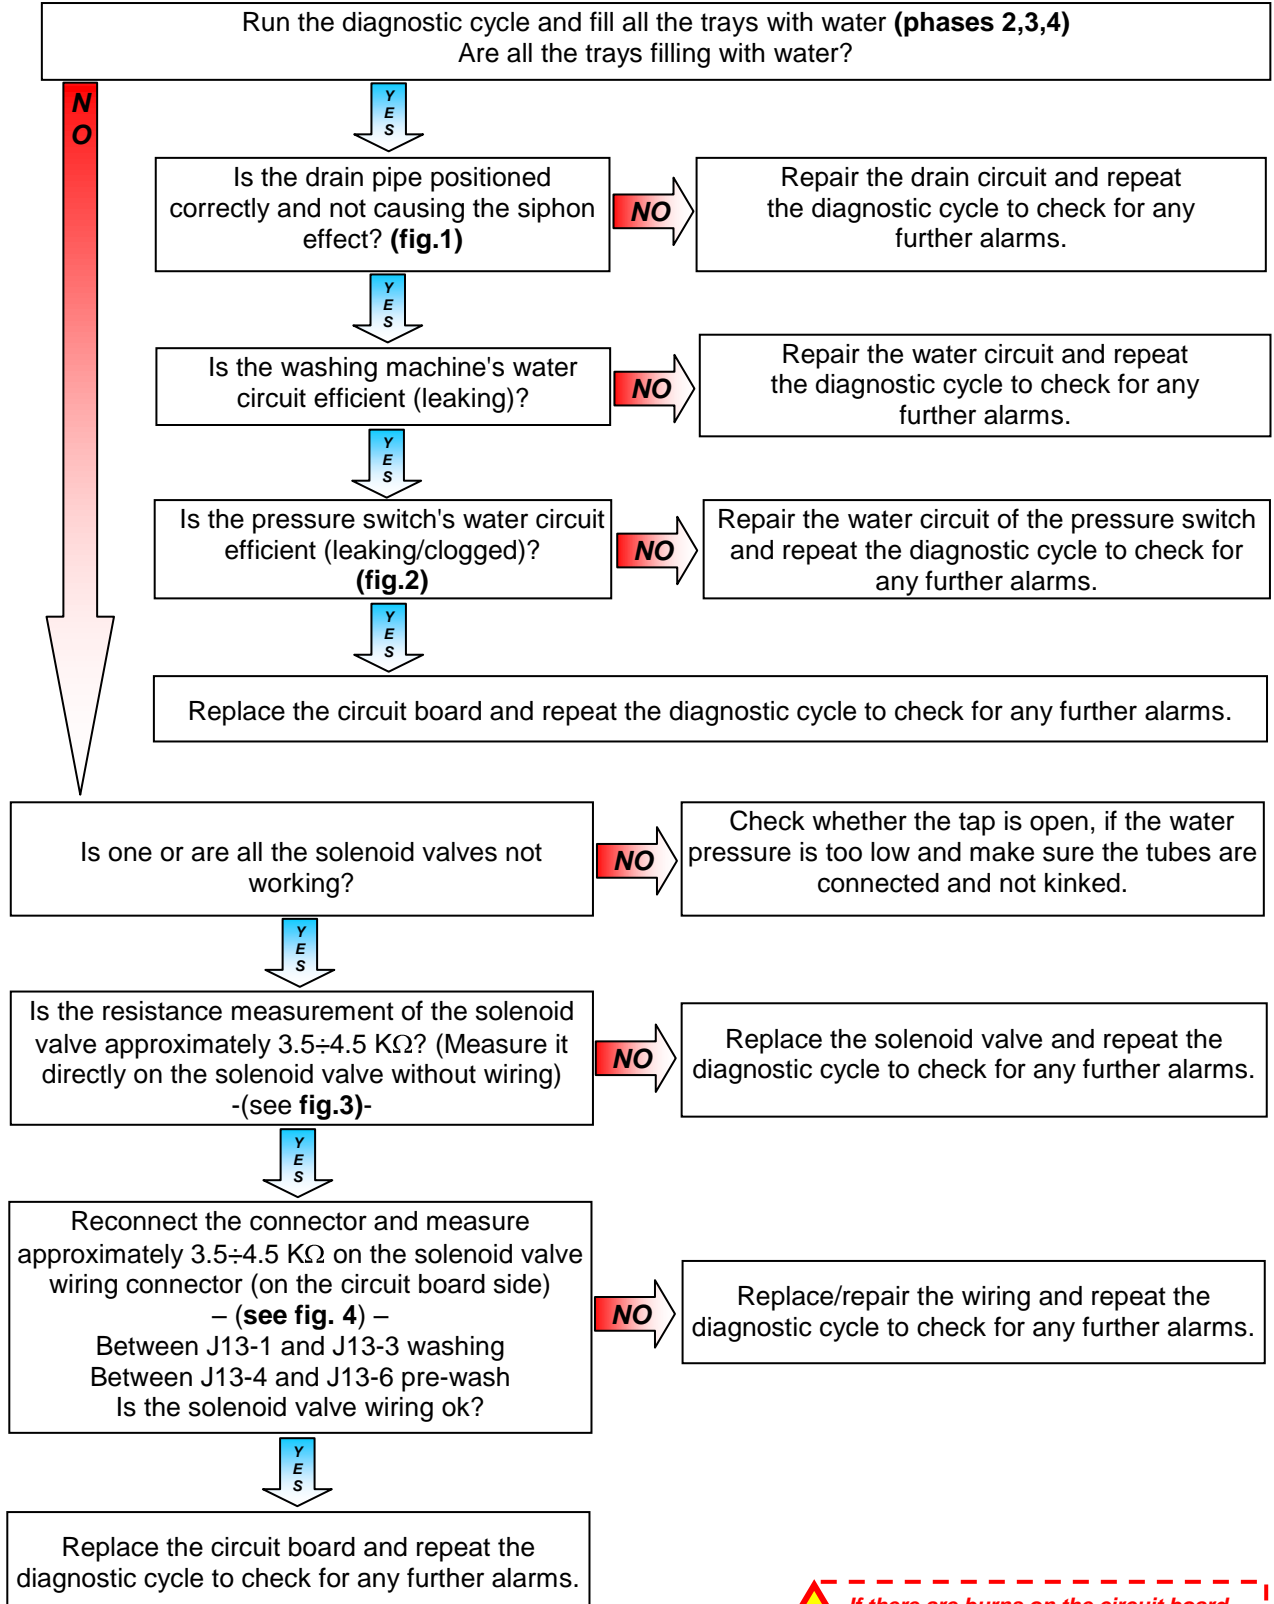 Run the diagnostic cycle and fill all the trays with water (phases 2,3,4)
Are all the trays filling with water?
N
O
Y
E
S
Is the drain pipe positioned
correctly and not causing the siphon
effect? (fig.1)
NO
Repair the drain circuit and repeat
the diagnostic cycle to check for any
further alarms.
Y
E
S
Is the washing machine's water
circuit efficient (leaking)?
NO
Repair the water circuit and repeat
the diagnostic cycle to check for any
further alarms.
Y
E
S
Is the pressure switch's water circuit
efficient (leaking/clogged)?
(fig.2)
NO
Repair the water circuit of the pressure switch
and repeat the diagnostic cycle to check for
any further alarms.
Y
E
S
Replace the circuit board and repeat the diagnostic cycle to check for any further alarms.
Is one or are all the solenoid valves not
working?
NO
Check whether the tap is open, if the water
pressure is too low and make sure the tubes are
connected and not kinked.
Y
E
S
Is the resistance measurement of the solenoid
valve approximately 3.5÷4.5 KΩ? (Measure it
directly on the solenoid valve without wiring)
-(see fig.3)-
NO
Replace the solenoid valve and repeat the
diagnostic cycle to check for any further alarms.
Y
E
S
Reconnect the connector and measure
approximately 3.5÷4.5 KΩ on the solenoid valve
wiring connector (on the circuit board side)
– (see fig. 4) –
Between J13-1 and J13-3 washing
Between J13-4 and J13-6 pre-wash
Is the solenoid valve wiring ok?
NO
Replace/repair the wiring and repeat the
diagnostic cycle to check for any further alarms.
Y
E
S
Replace the circuit board and repeat the
diagnostic cycle to check for any further alarms.
If there are burns on the circuit board